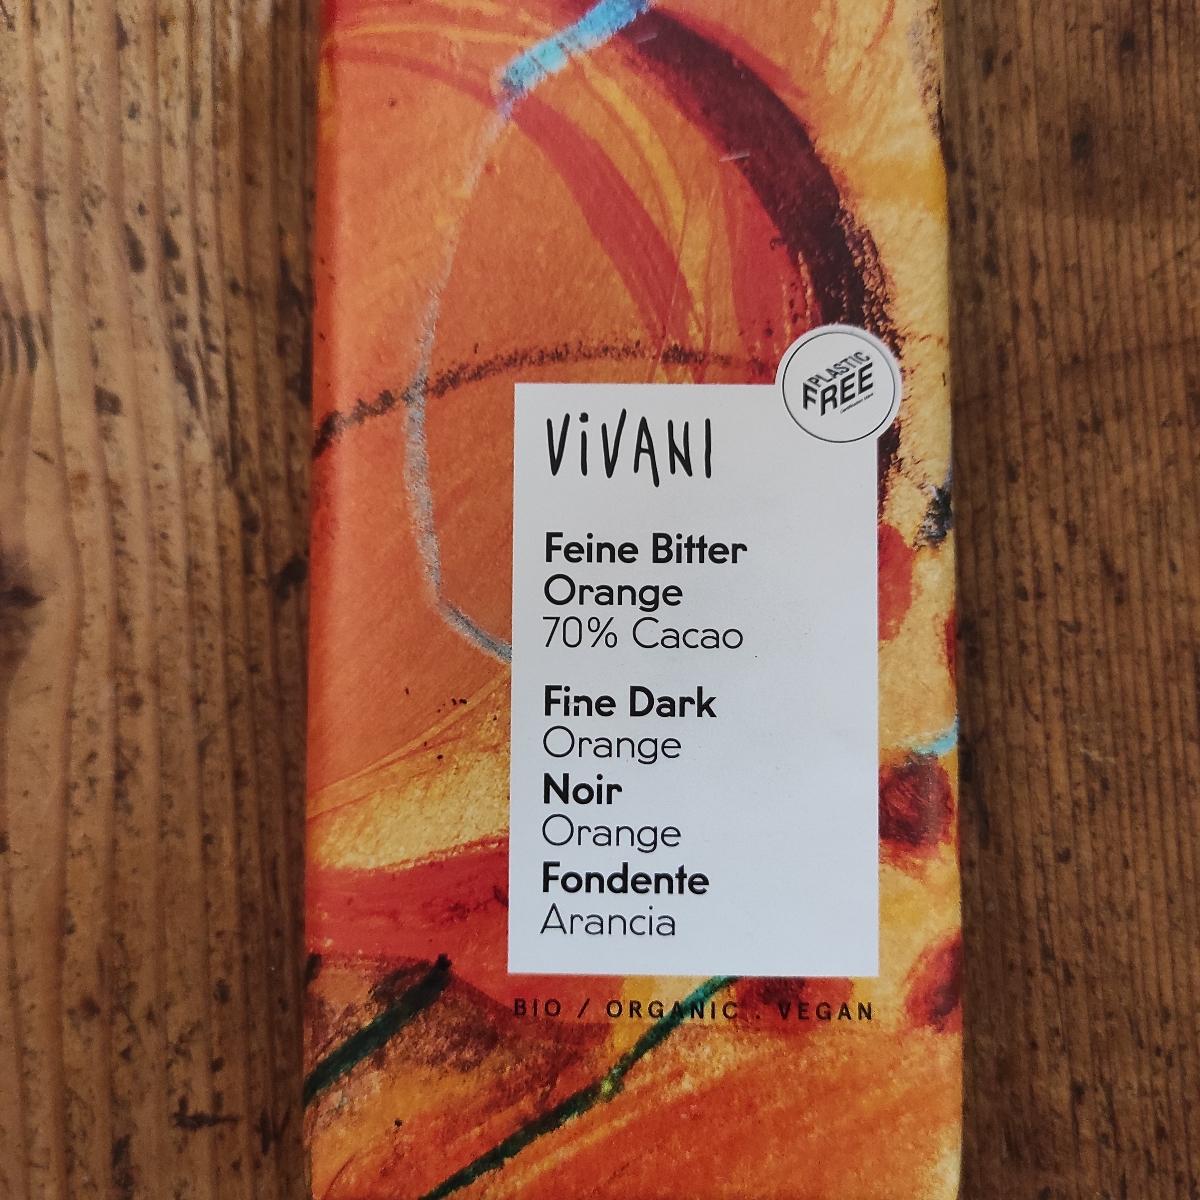 PLASTIC
FREE
ViVANI
Feine Bitter
Orange
70% Cacao
Fine Dark
Orange
Noir
Orange
Fondente
Arancia
BIO / ORGANIC . VEGAN